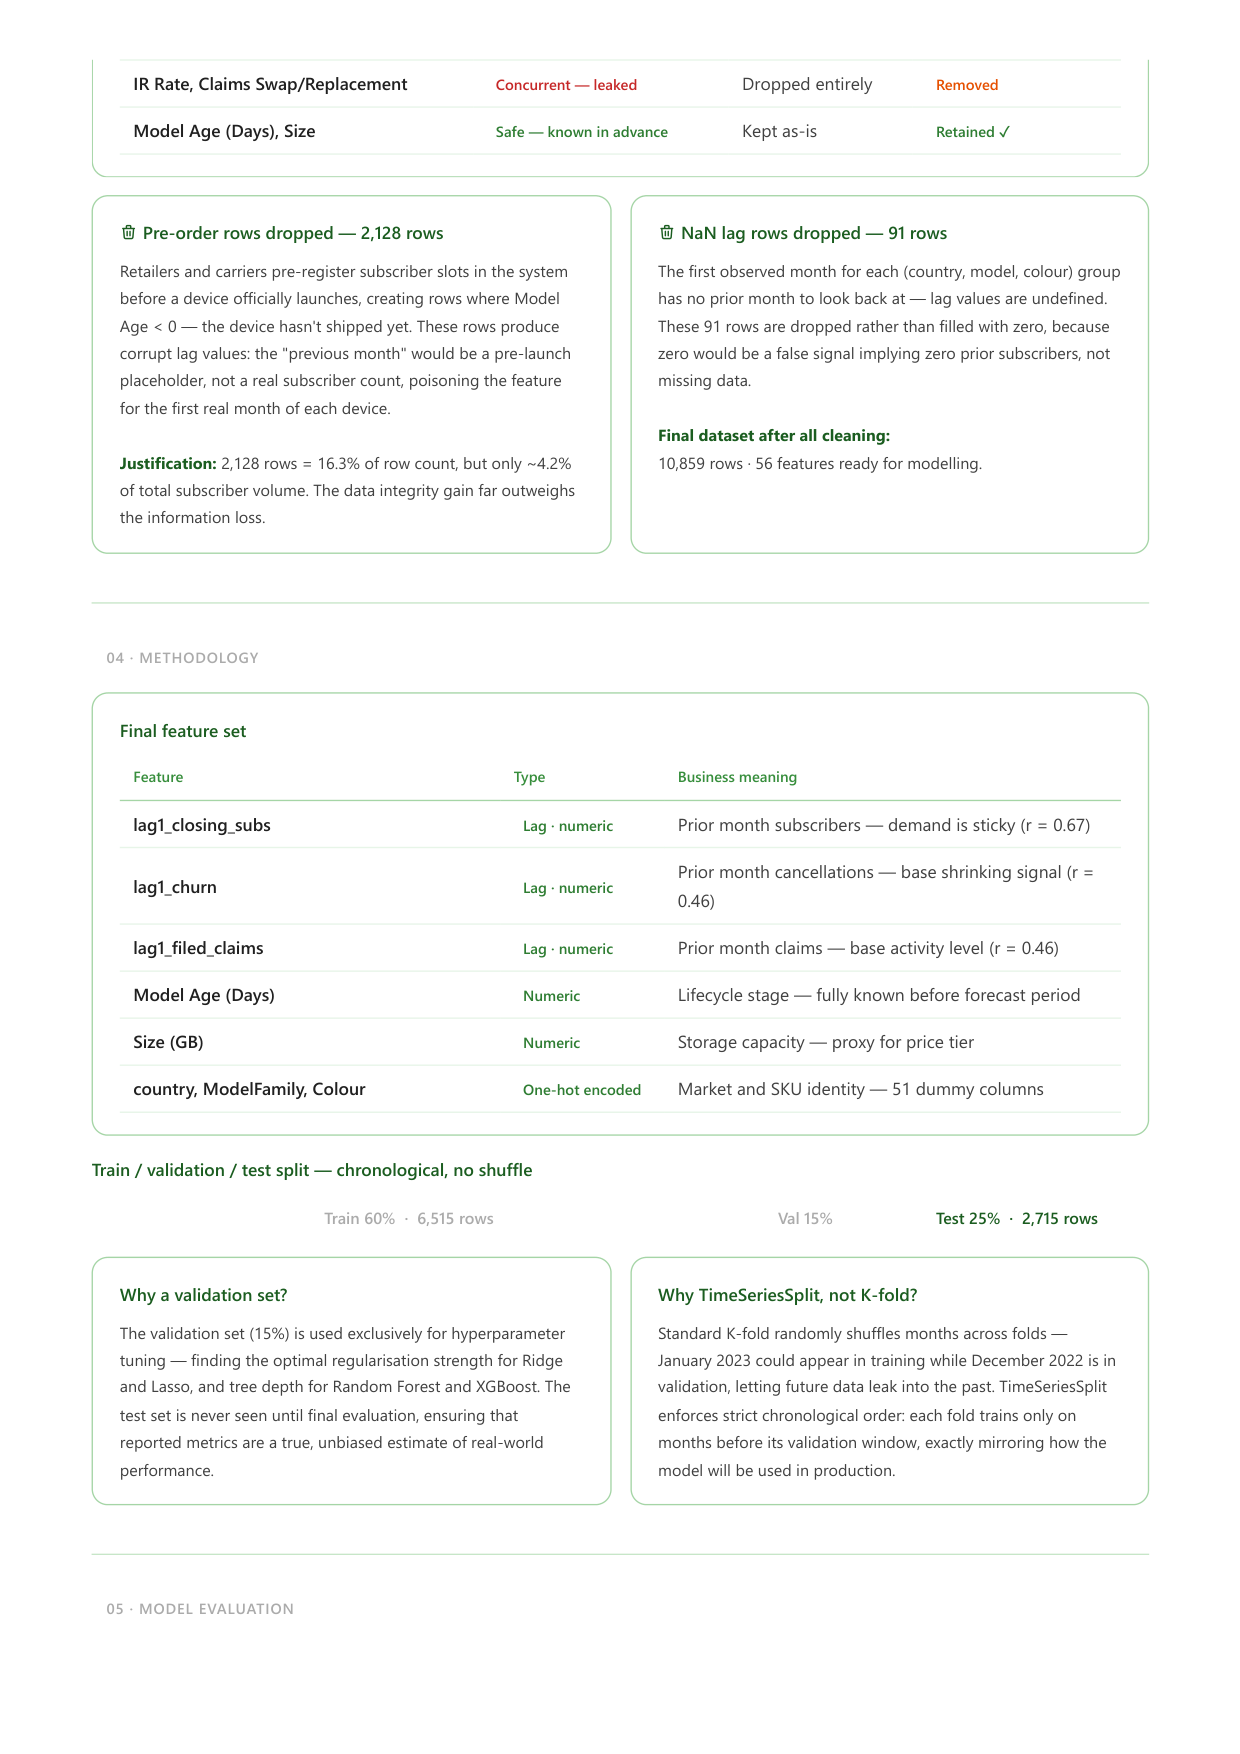 IR Rate, Claims Swap/Replacement Concurrent — leaked Dropped entirely Removed
Model Age (Days), Size Safe — known in advance Kept as-is Retained ✓
Pre-order rows dropped — 2,128 rows
Retailers and carriers pre-register subscriber slots in the system
before a device officially launches, creating rows where Model
Age < 0 — the device hasn't shipped yet. These rows produce
corrupt lag values: the "previous month" would be a pre-launch
placeholder, not a real subscriber count, poisoning the feature
for the first real month of each device.
Justification: 2,128 rows = 16.3% of row count, but only ~4.2%
of total subscriber volume. The data integrity gain far outweighs
the information loss.
NaN lag rows dropped — 91 rows
The first observed month for each (country, model, colour) group
has no prior month to look back at — lag values are undefined.
These 91 rows are dropped rather than filled with zero, because
zero would be a false signal implying zero prior subscribers, not
missing data.
Final dataset after all cleaning:
10,859 rows · 56 features ready for modelling.
04 · METHODOLOGY
Final feature set
Feature Type Business meaning
lag1_closing_subs Lag · numeric Prior month subscribers — demand is sticky (r = 0.67)
lag1_churn Lag · numeric Prior month cancellations — base shrinking signal (r =
0.46)
lag1_filed_claims Lag · numeric Prior month claims — base activity level (r = 0.46)
Model Age (Days) Numeric Lifecycle stage — fully known before forecast period
Size (GB) Numeric Storage capacity — proxy for price tier
country, ModelFamily, Colour One-hot encoded Market and SKU identity — 51 dummy columns
Train / validation / test split — chronological, no shuffle
Train 60% · 6,515 rows Val 15% Test 25% · 2,715 rows
Why a validation set?
The validation set (15%) is used exclusively for hyperparameter
tuning — finding the optimal regularisation strength for Ridge
and Lasso, and tree depth for Random Forest and XGBoost. The
test set is never seen until final evaluation, ensuring that
reported metrics are a true, unbiased estimate of real-world
performance.
Why TimeSeriesSplit, not K-fold?
Standard K-fold randomly shuffles months across folds —
January 2023 could appear in training while December 2022 is in
validation, letting future data leak into the past. TimeSeriesSplit
enforces strict chronological order: each fold trains only on
months before its validation window, exactly mirroring how the
model will be used in production.
05 · MODEL EVALUATION